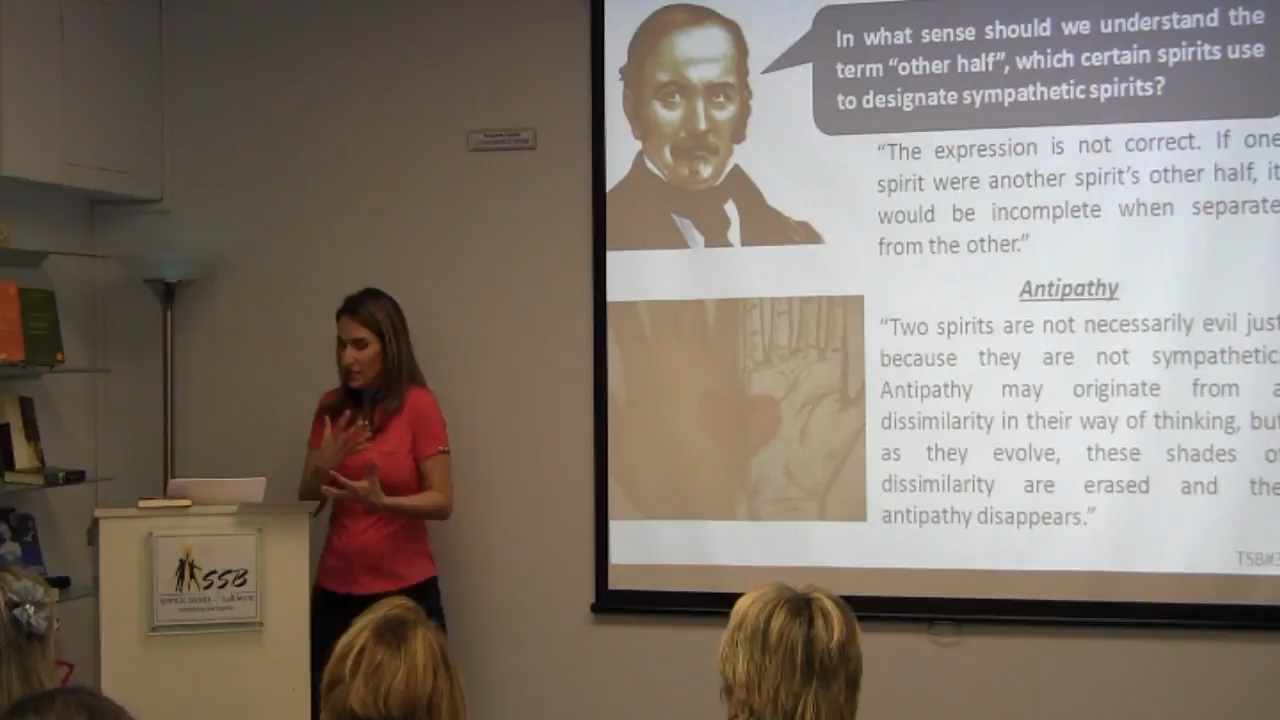 In what sense should we understand the
term “other half”, which certain spirits use
to designate sympathetic spirits?
“The expression is not correct. If one
spirit were another spirit’s other half, it
would be incomplete when separate
from the other.”
Antipathy
“Two spirits are not necessarily evil just
because they are not sympathetic.
Antipathy may originate from a
dissimilarity in their way of thinking, but
as they evolve, these shades of
dissimilarity are erased and the
antipathy disappears.”
TSB#3
SSB